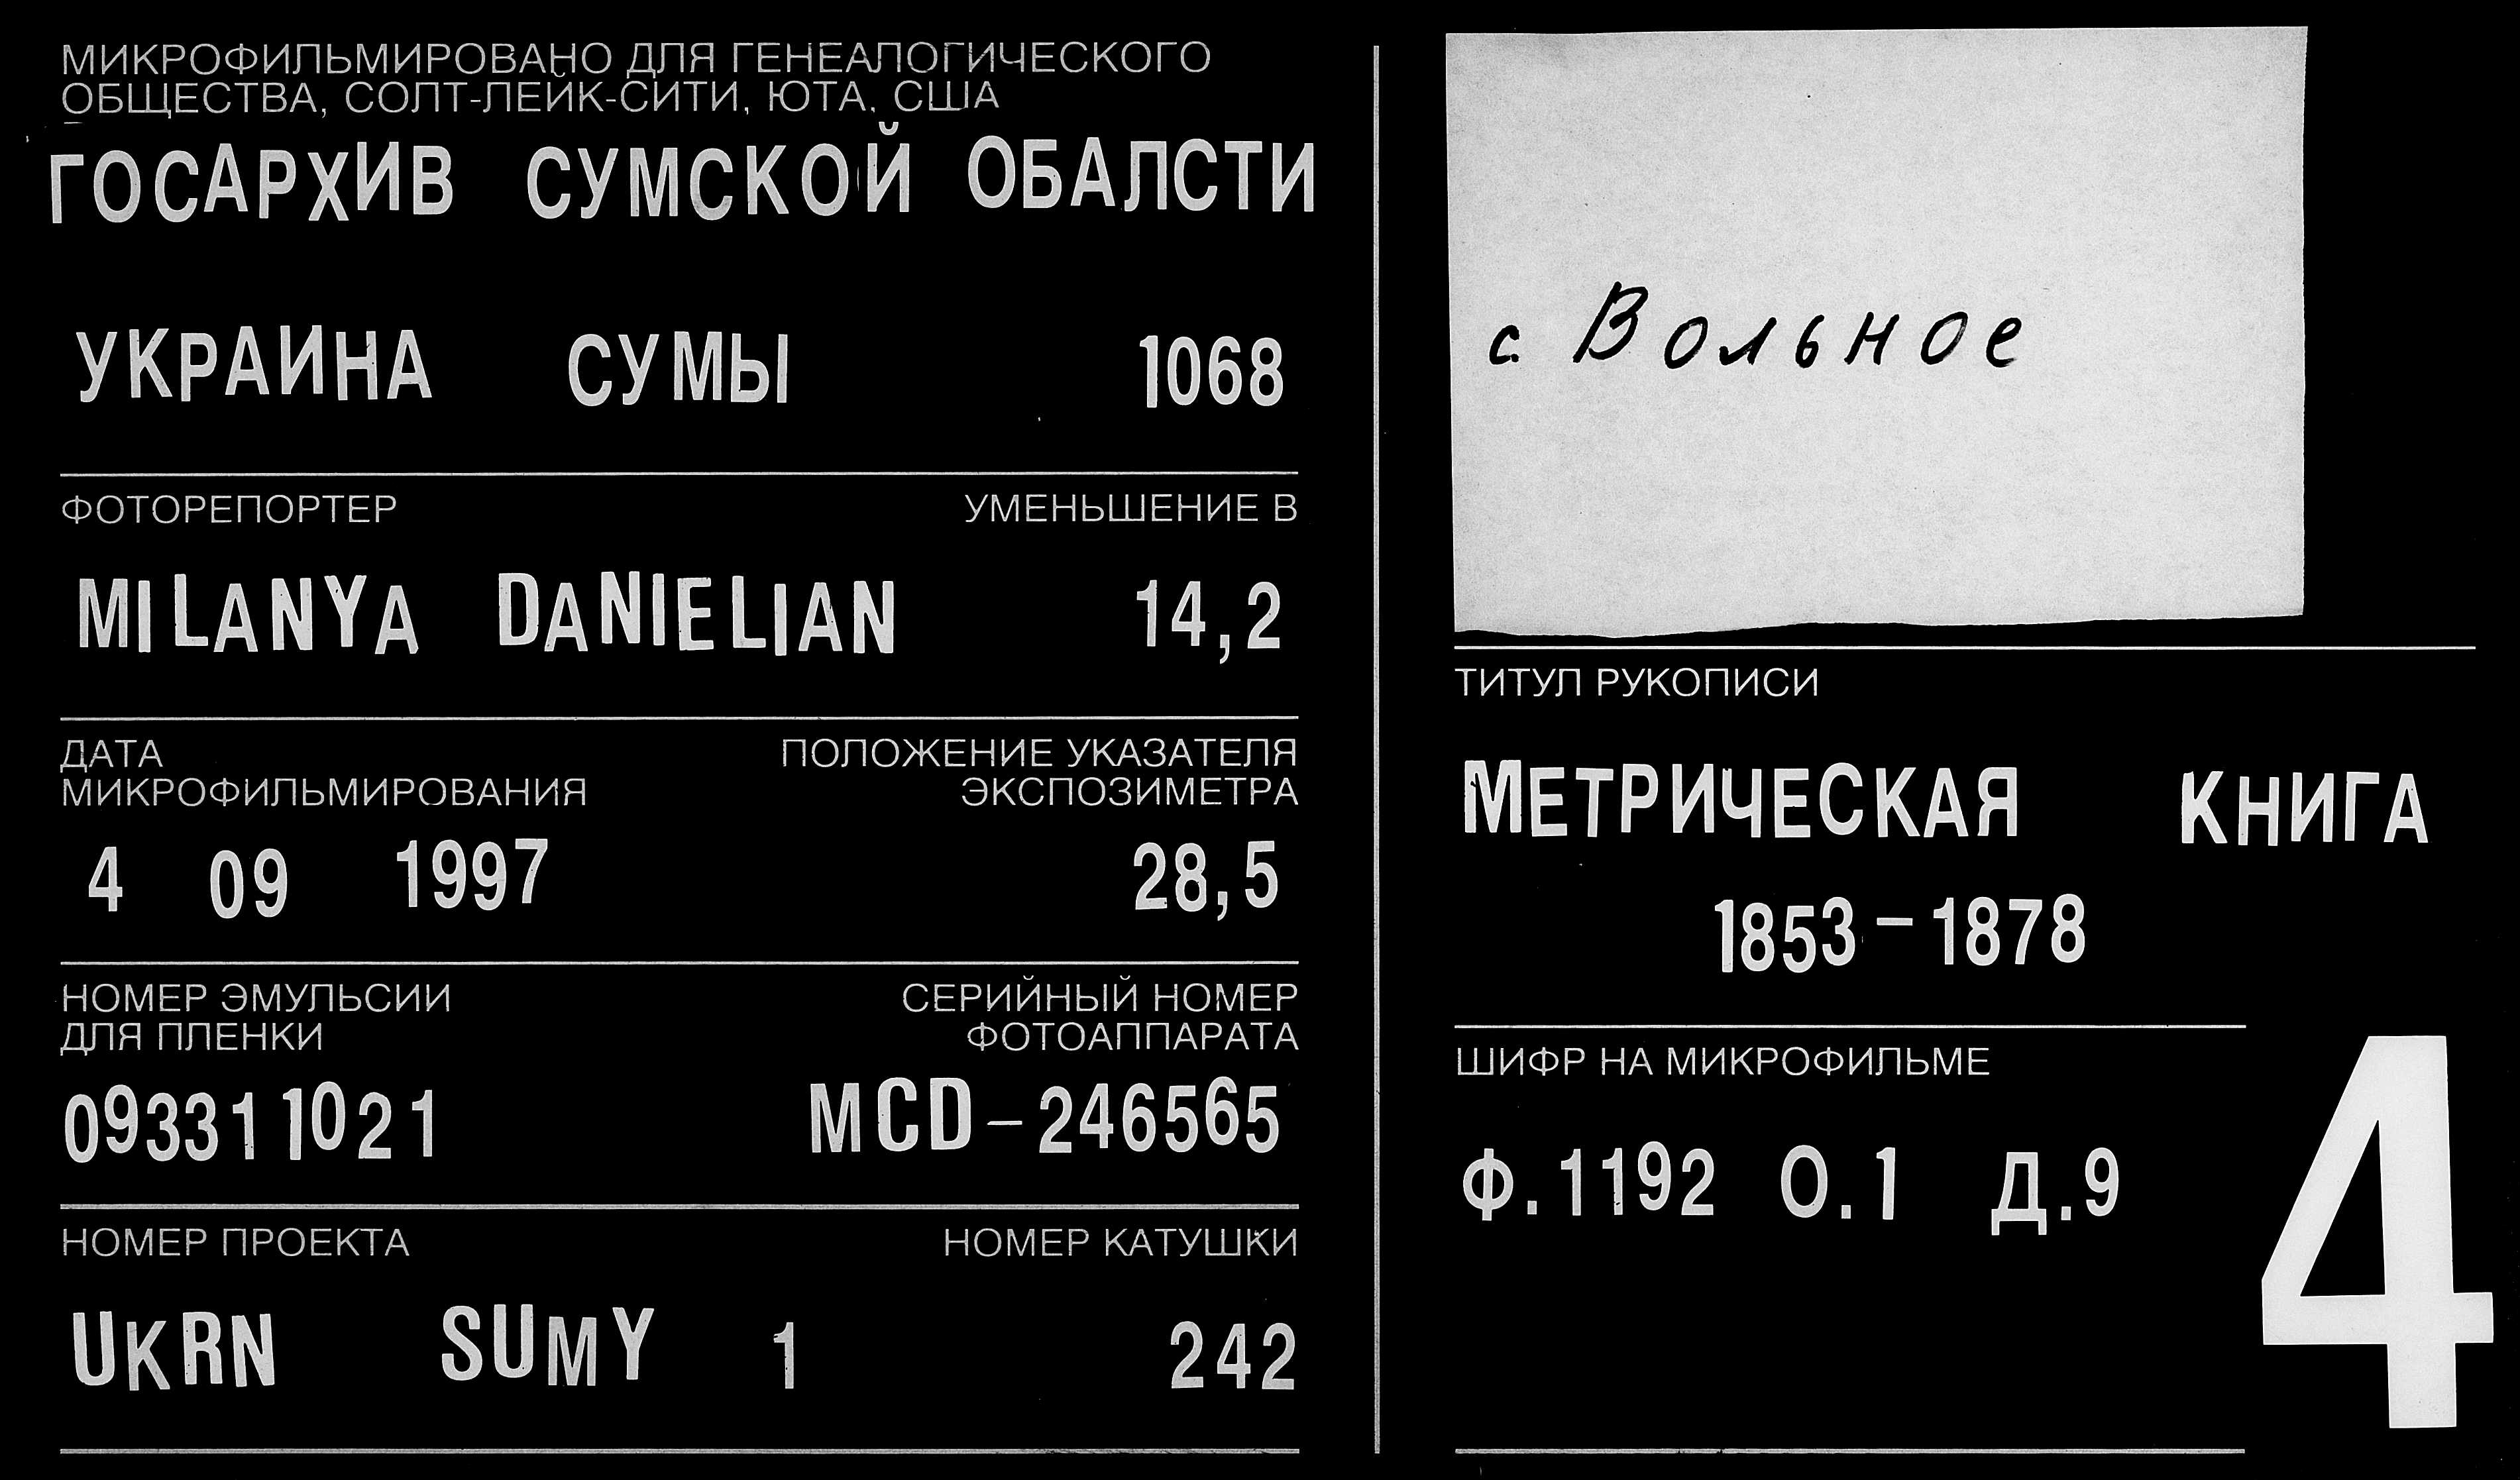 МИКРОФИЛЬМИРОВАНО ДЛЯ ГЕНЕАЛОГИЧЕСКОГО
ОБЩЕСТВА, СОЛТ-ЛЕЙК-СИТИ, ЮТА, США
ГОСАРХИВ СУМСКОЙ ОБАЛСТИ
УКРАИНА СУМЫ 1068
ФОТОРЕПОРТЕР УМЕНЬШЕНИЕ В
MILANYA DANIELIAN 14,2
ДАТА ПОЛОЖЕНИЕ УКАЗАТЕЛЯ
МИКРОФИЛЬМИРОВАНИЯ ЭКСПОЗИМЕТРА
4 09 1997 28,5
НОМЕР ЭМУЛЬСИИ СЕРИЙНЫЙ НОМЕР
ДЛЯ ПЛЕНКИ ФОТОАППАРАТА
093311021 MCD-246565
НОМЕР ПРОЕКТА НОМЕР КАТУШКИ
UKRN SUMY 1 242
с. Вольное
ТИТУЛ РУКОПИСИ
МЕТРИЧЕСКАЯ КНИГА
1853-1878
ШИФР НА МИКРОФИЛЬМЕ
Ф.1192 О.1 Д.9
4